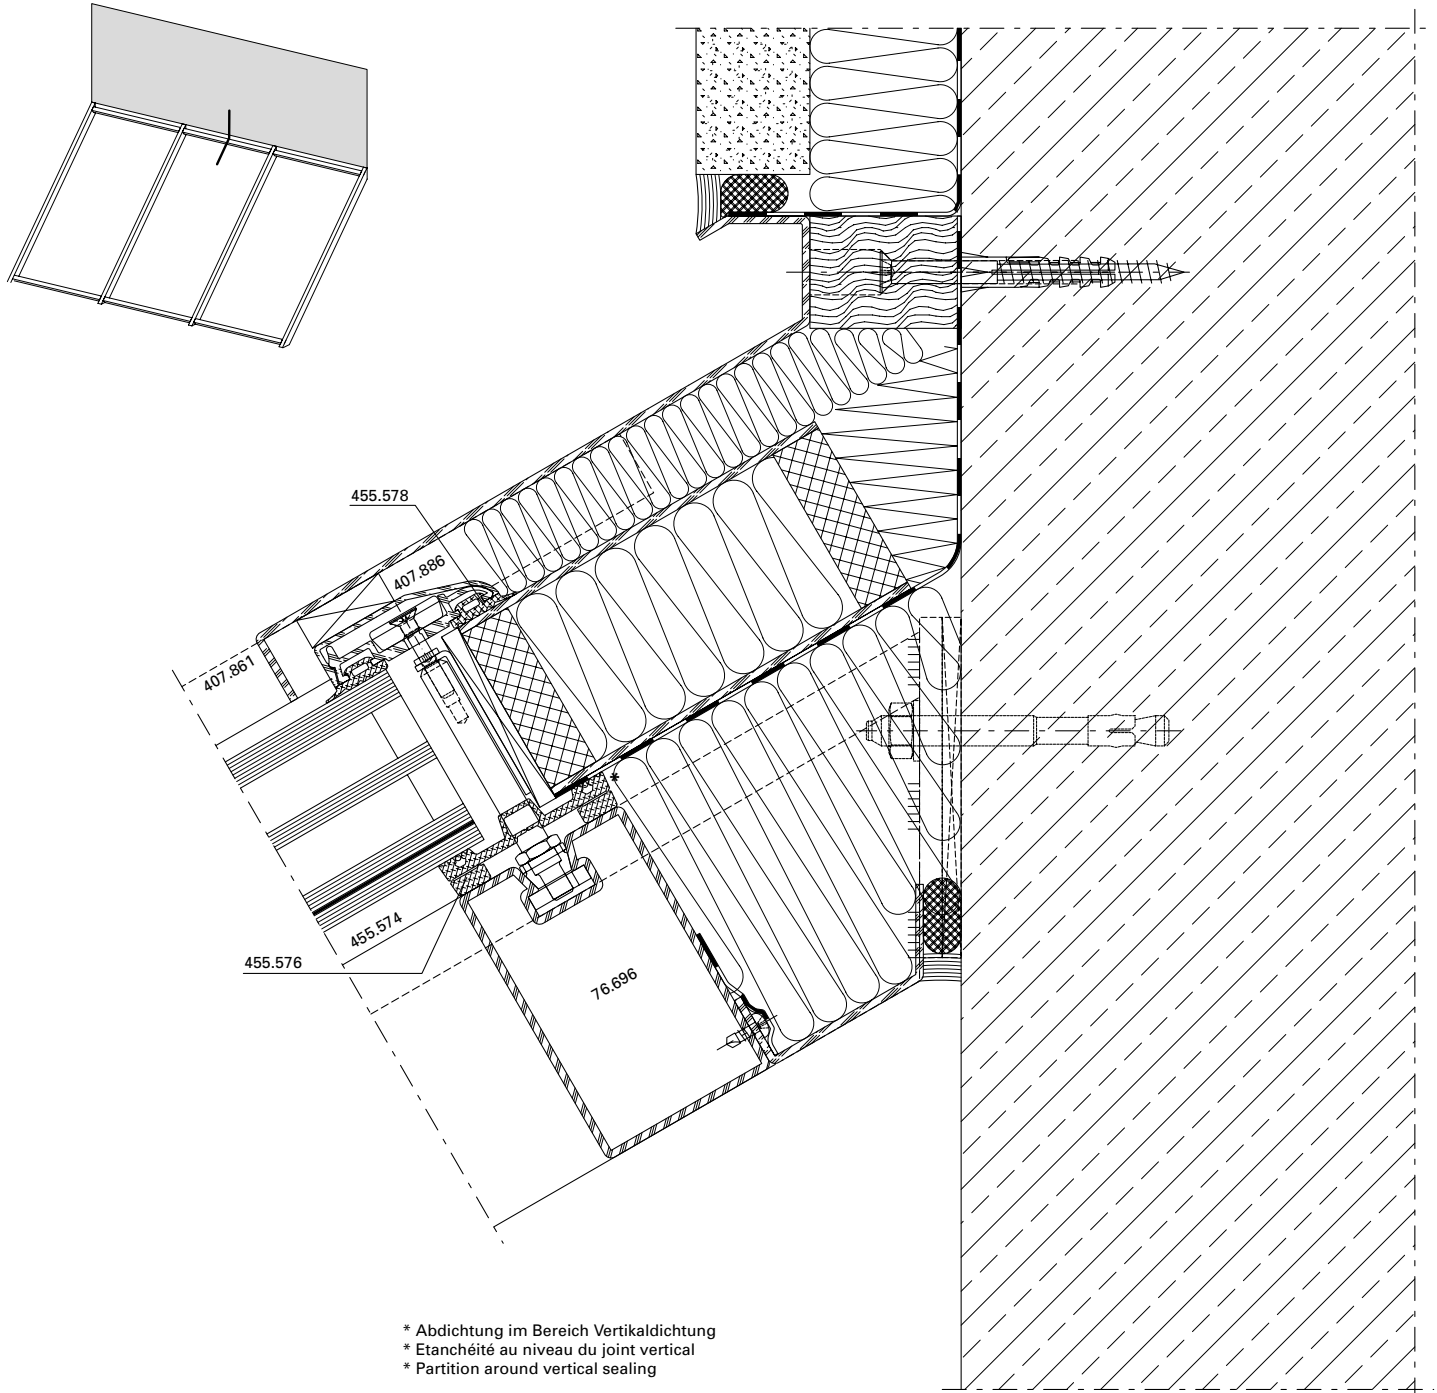 455.578
407.886
407.861
*
455.574
455.576
76.696
* Abdichtung im Bereich Vertikaldichtung
* Etanchéité au niveau du joint vertical
* Partition around vertical sealing